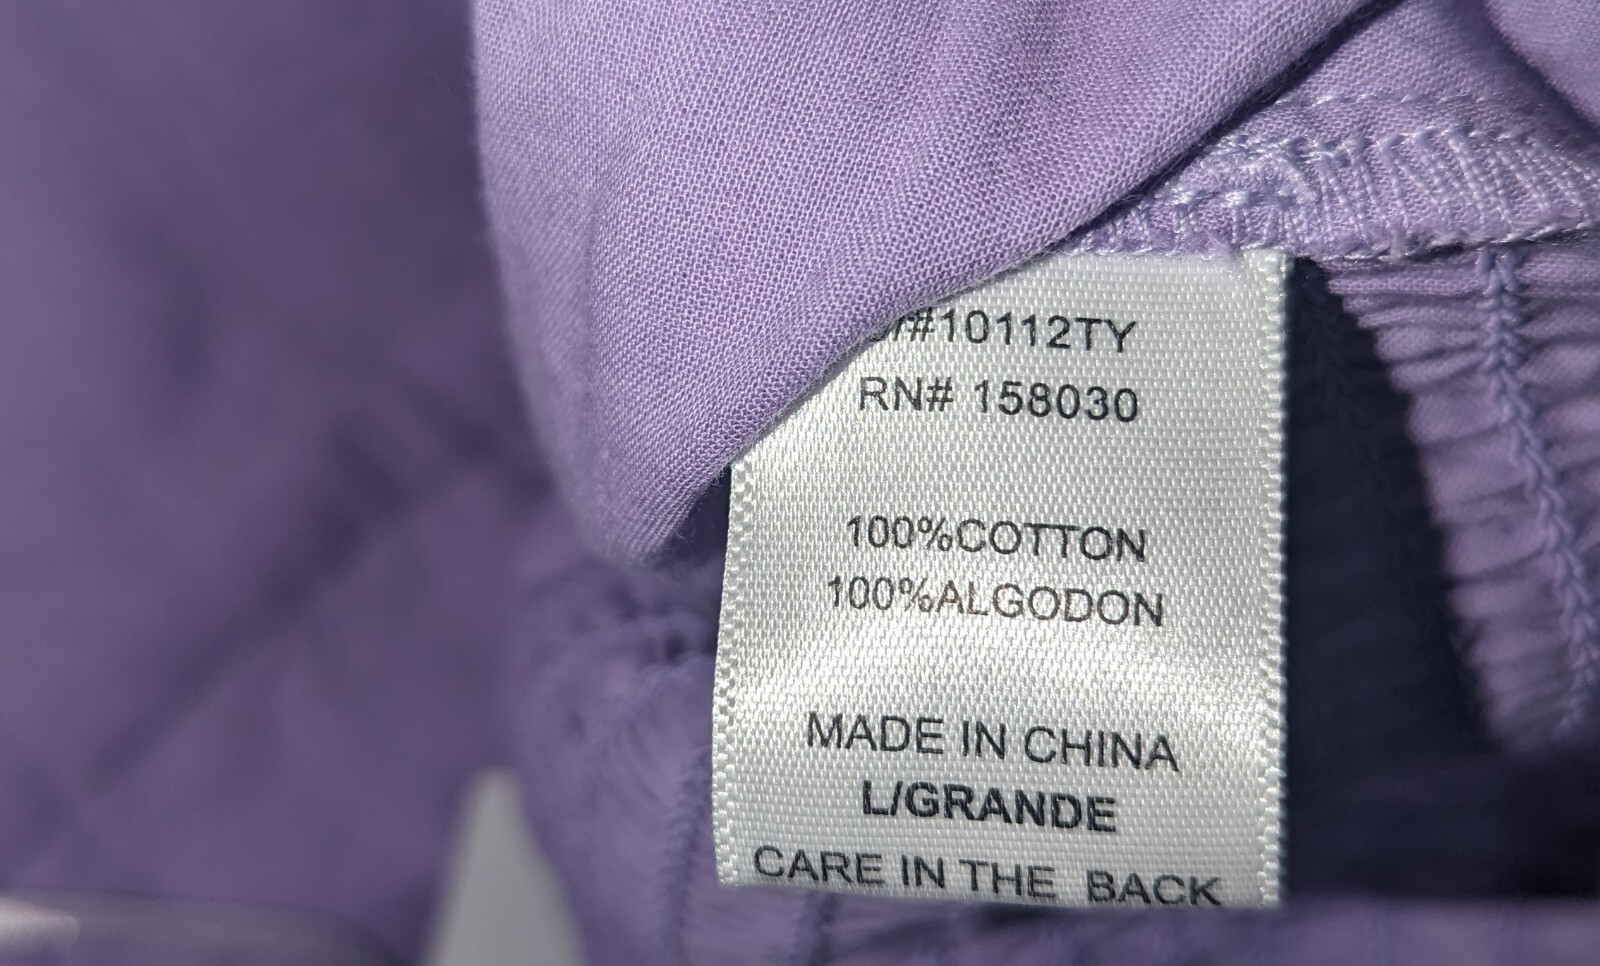 #10112TY
RN# 158030
100%COTTON
100%ALGODON
MADE IN CHINA
L/GRANDE
CARE IN THE BACK